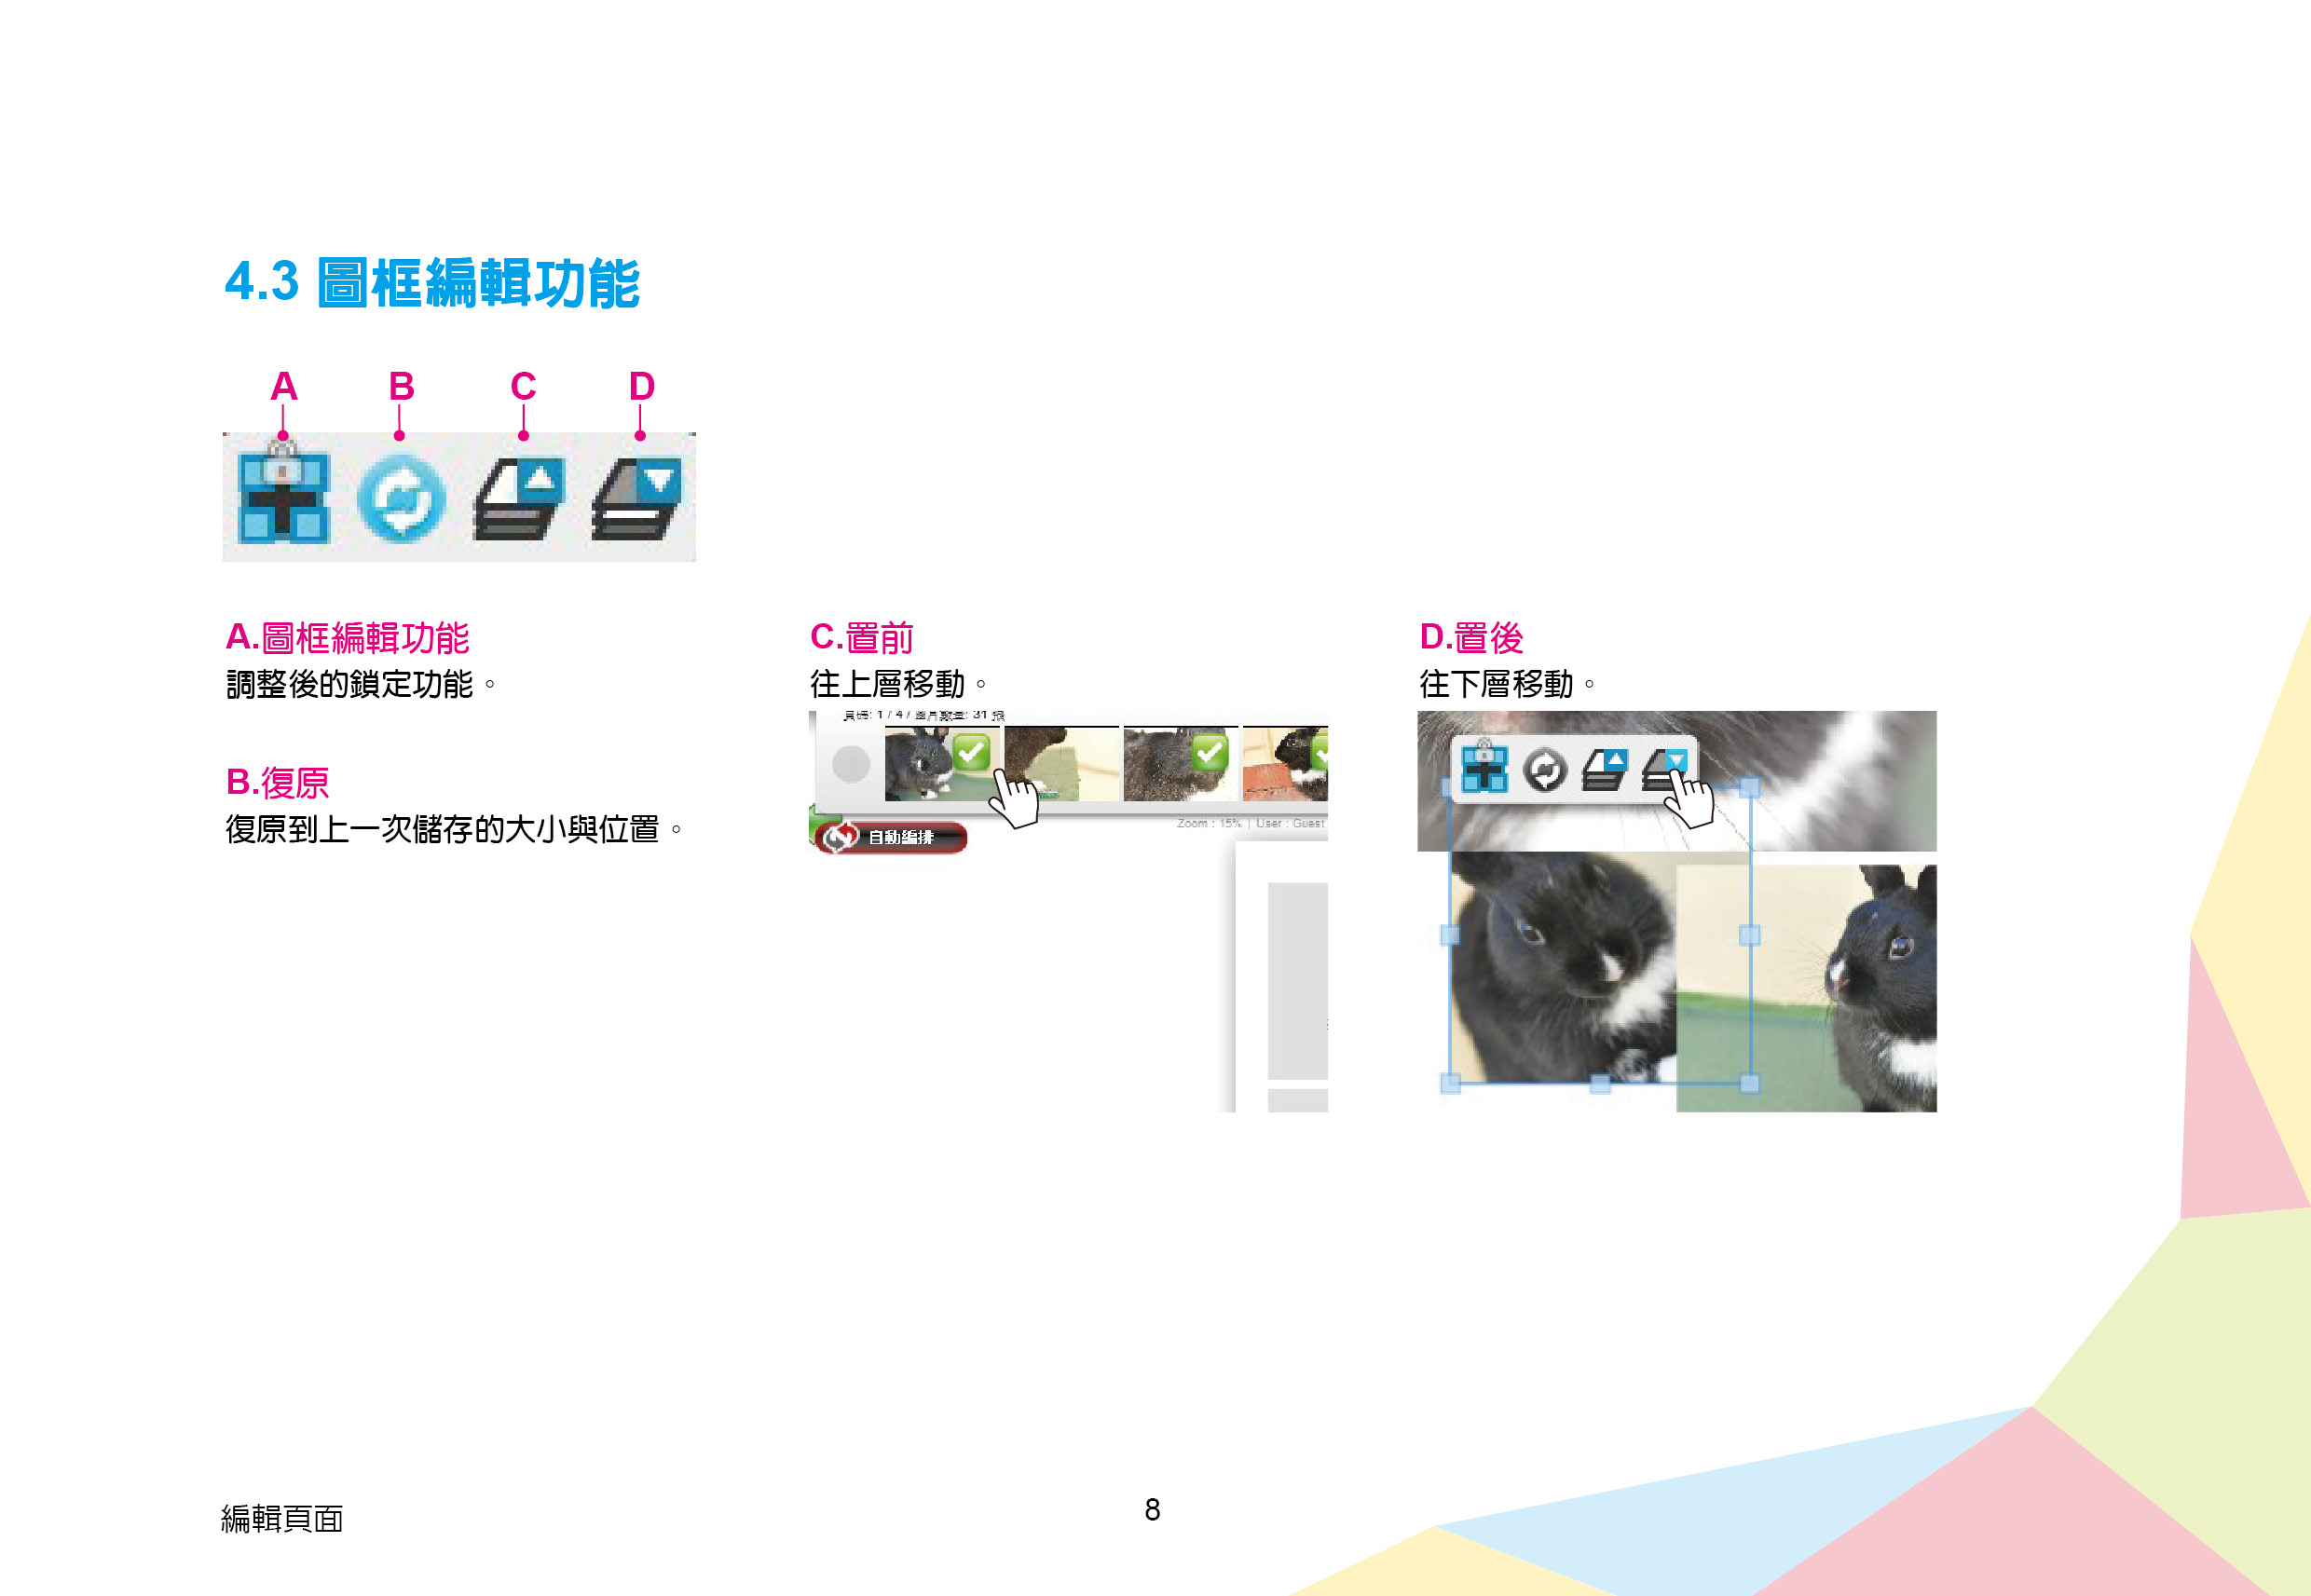 4.3 圖框編輯功能
A B C D
A.圖框編輯功能
調整後的鎖定功能。
B.復原
復原到上一次儲存的大小與位置。
C.置前
往上層移動。
頁碼: 1 / 4 / 圖片數量: 31 張
自動編排
Zoom : 15% | User : Guest
D.置後
往下層移動。
編輯頁面
8